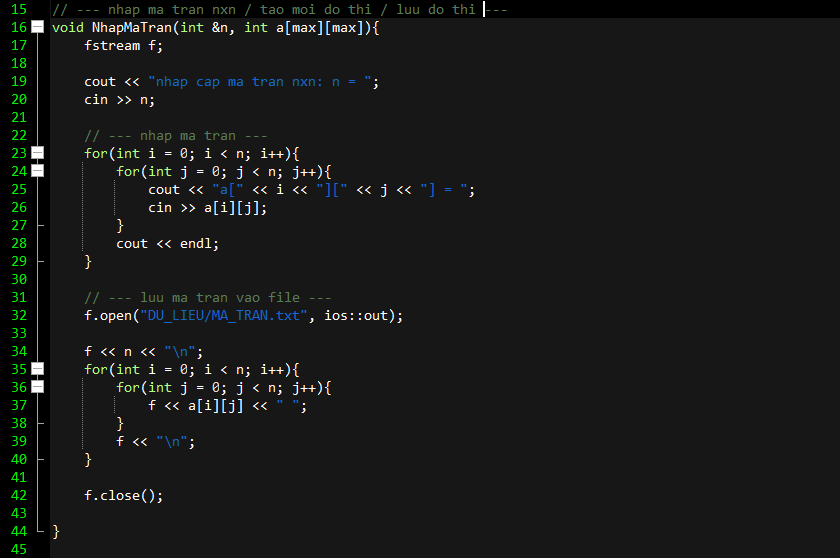 15 // --- nhap ma tran nxn / tao moi do thi / luu do thi ---
16 void NhapMaTran(int &n, int a[max][max]){
17     fstream f;
18
19     cout << "nhap cap ma tran nxn: n = ";
20     cin >> n;
21
22     // --- nhap ma tran ---
23     for(int i = 0; i < n; i++){
24         for(int j = 0; j < n; j++){
25             cout << "a[" << i << "][" << j << "] = ";
26             cin >> a[i][j];
27         }
28         cout << endl;
29     }
30
31     // --- luu ma tran vao file ---
32     f.open("DU_LIEU/MA_TRAN.txt", ios::out);
33
34     f << n << "\n";
35     for(int i = 0; i < n; i++){
36         for(int j = 0; j < n; j++){
37             f << a[i][j] << " ";
38         }
39         f << "\n";
40     }
41
42     f.close();
43
44 }
45